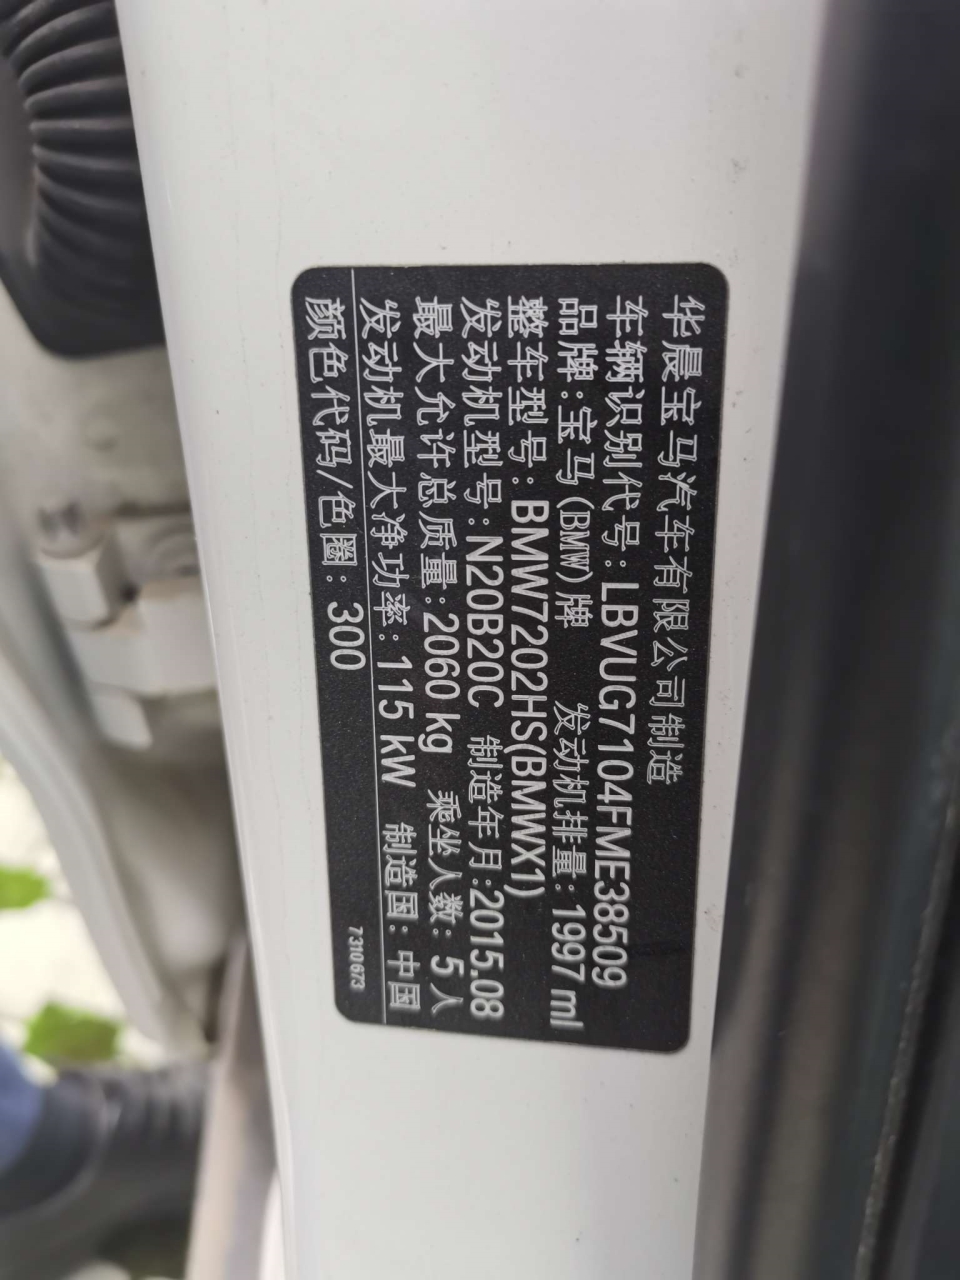 华晨宝马汽车有限公司制造
车辆识别代号：LBVUG7104FME38509
品牌：宝马(BMW)牌 发动机排量：1997 ml
整车型号：BMW7202HS(BMWX1)
发动机型号：N20B20C 制造年月：2015.08
最大允许总质量：2060 kg 乘坐人数：5人
发动机最大净功率：115 kW 制造国：中国
颜色代码/色圈：300 7310673